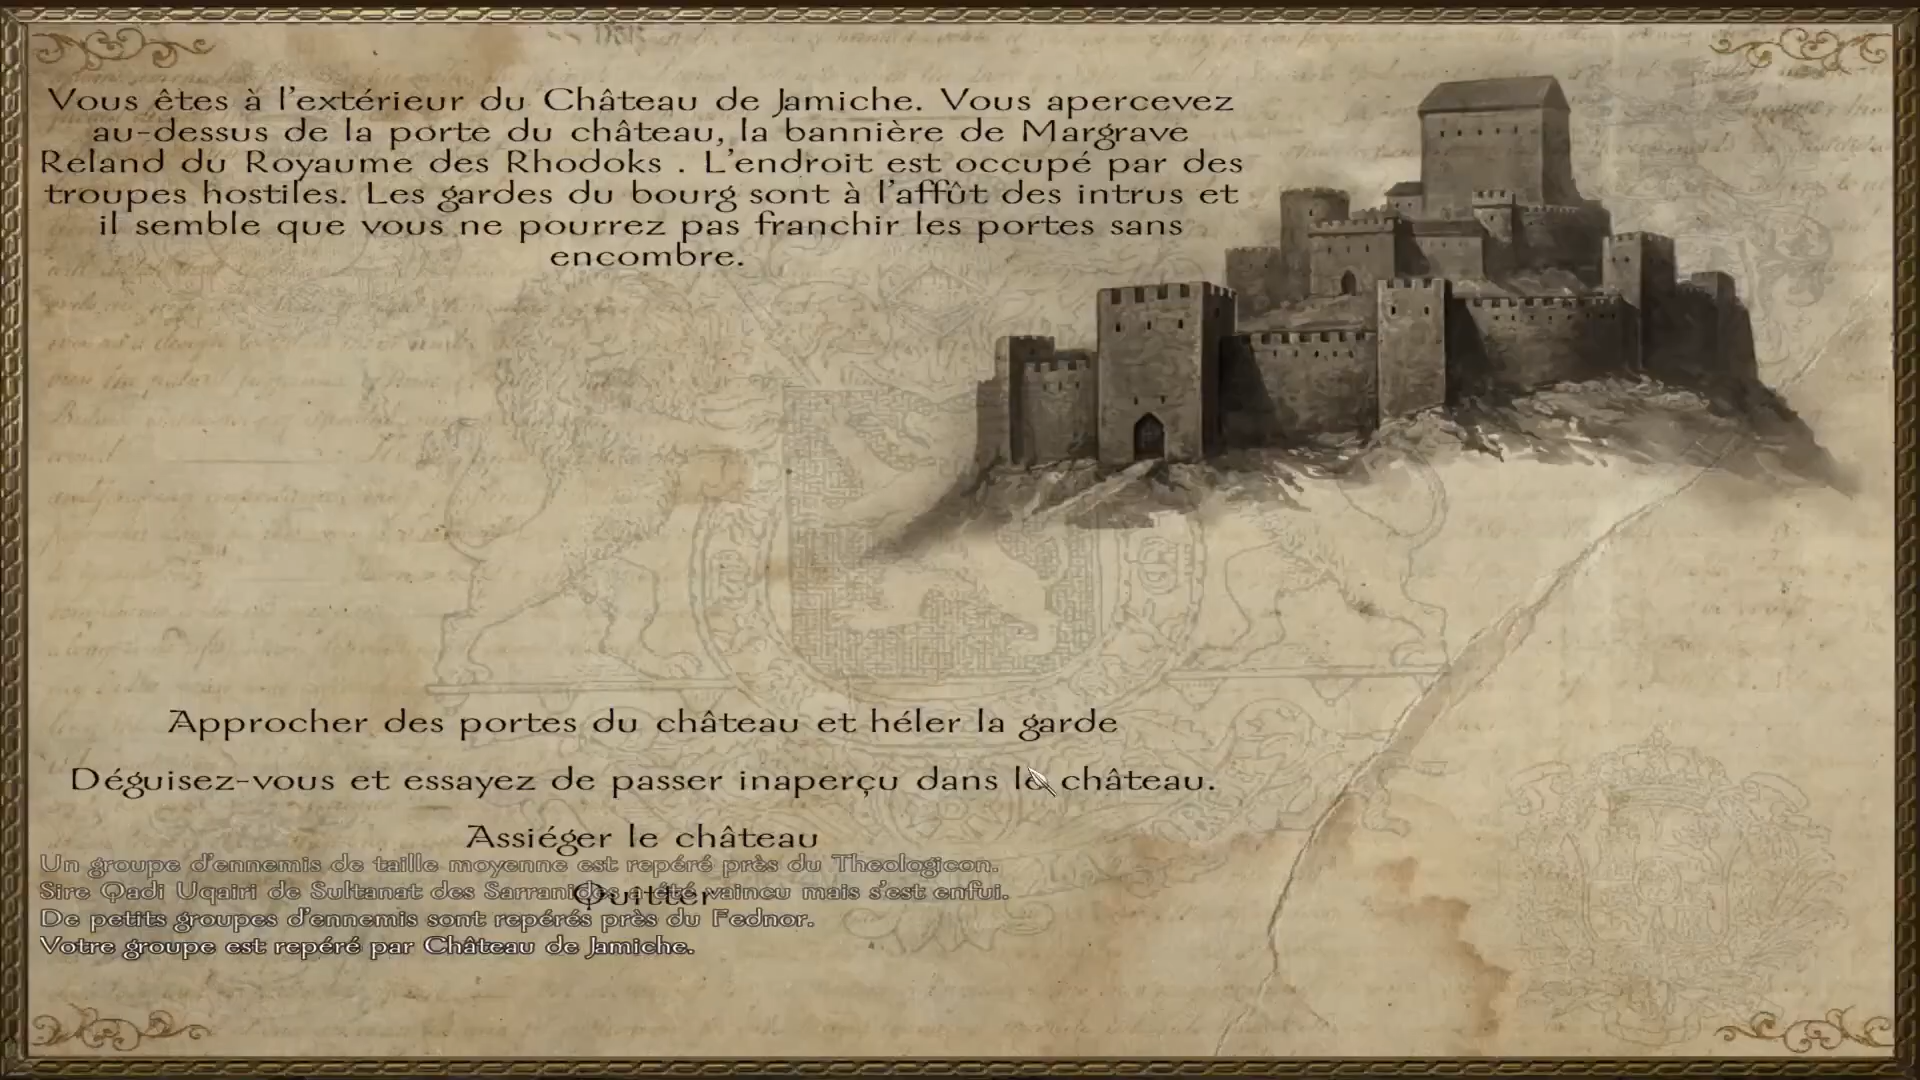 Vous êtes à l'extérieur du Château de Jamiche. Vous apercevez
au-dessus de la porte du château, la bannière de Margrave
Reland du Royaume des Rhodoks . L'endroit est occupé par des
troupes hostiles. Les gardes du bourg sont à l'affût des intrus et
il semble que vous ne pourrez pas franchir les portes sans
encombre.
Approcher des portes du château et héler la garde
Déguisez-vous et essayez de passer inaperçu dans le château.
Assiéger le château
Un groupe d'ennemis de taille moyenne est repéré près du Theologicon.
Sire Qadi Uqairi de Sultanat des Sarranides a été vaincu mais s'est enfui.
Quitter
De petits groupes d'ennemis sont repérés près du Fednor.
Votre groupe est repéré par Château de Jamiche.